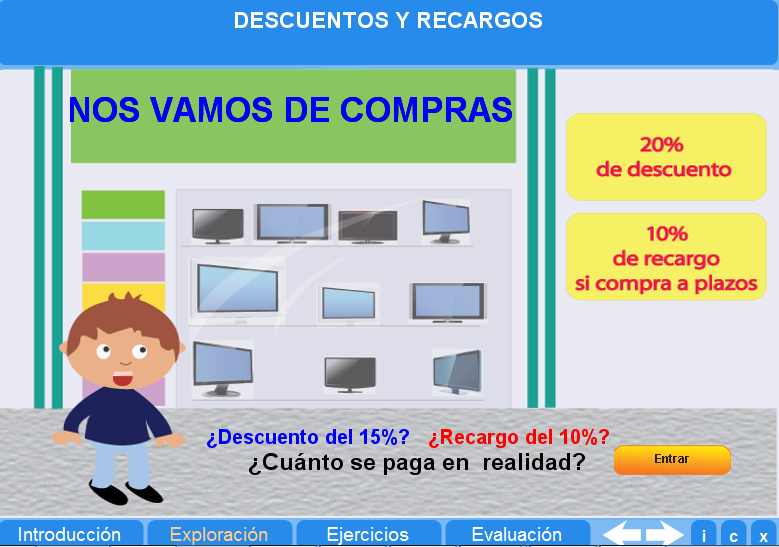 DESCUENTOS Y RECARGOS
NOS VAMOS DE COMPRAS
20%
de descuento
10%
de recargo
si compra a plazos
¿Descuento del 15%? ¿Recargo del 10%?
¿Cuánto se paga en realidad?
Entrar
Introducción Exploración Ejercicios Evaluación i c x